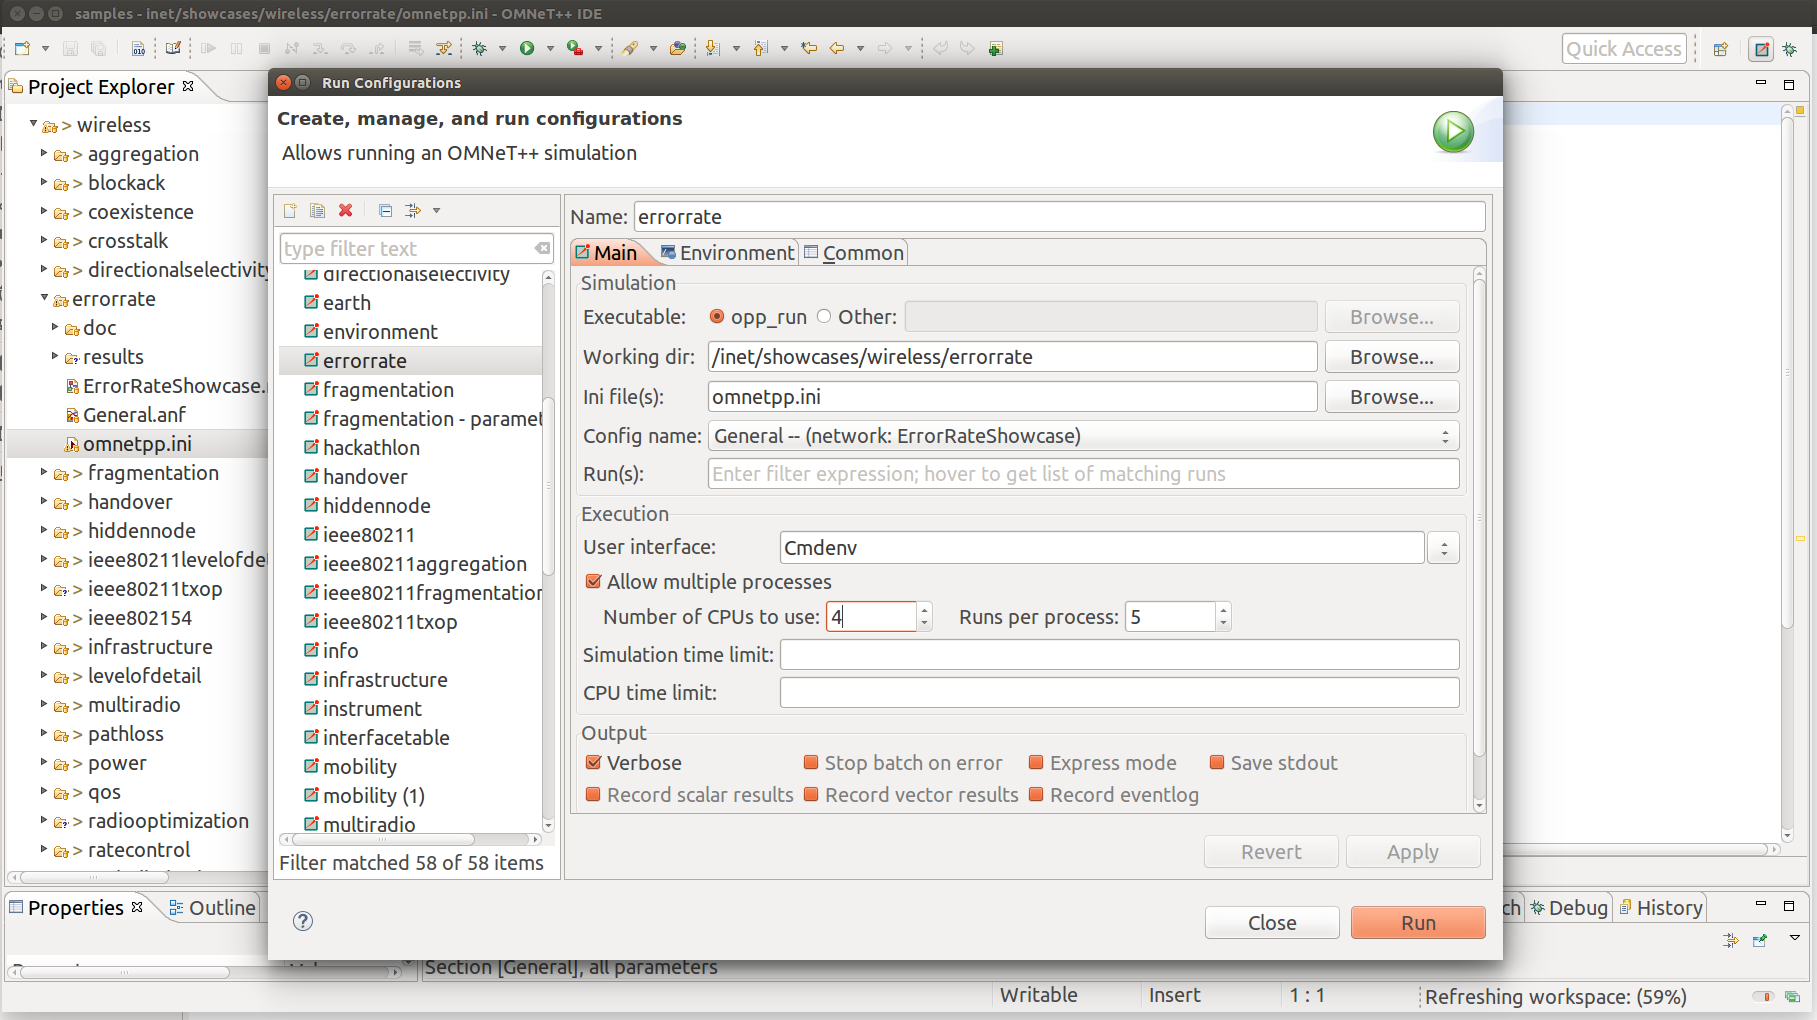 samples - inet/showcases/wireless/errorrate/omnetpp.ini - OMNeT++ IDE
Quick Access
Project Explorer
> wireless
> aggregation
> blockack
> coexistence
> crosstalk
> directionalselectivity
> errorrate
doc
results
ErrorRateShowcase.
General.anf
omnetpp.ini
> fragmentation
> handover
> hiddennode
> ieee80211levelofde
> ieee80211txop
> ieee802154
> infrastructure
> levelofdetail
> multiradio
> pathloss
> power
> qos
> radiooptimization
> ratecontrol
Properties
Outline
Run Configurations
Create, manage, and run configurations
Allows running an OMNeT++ simulation
type filter text
directionalselectivity
earth
environment
errorrate
fragmentation
fragmentation - paramet
hackathlon
handover
hiddennode
ieee80211
ieee80211aggregation
ieee80211fragmentation
ieee80211txop
info
infrastructure
instrument
interfacetable
mobility
mobility (1)
multiradio
Filter matched 58 of 58 items
Name: errorrate
Main Environment Common
Simulation
Executable: opp_run Other: Browse...
Working dir: /inet/showcases/wireless/errorrate Browse...
Ini file(s): omnetpp.ini Browse...
Config name: General -- (network: ErrorRateShowcase)
Run(s): Enter filter expression; hover to get list of matching runs
Execution
User interface: Cmdenv
Allow multiple processes
Number of CPUs to use: 4 Runs per process: 5
Simulation time limit:
CPU time limit:
Output
Verbose Stop batch on error Express mode Save stdout
Record scalar results Record vector results Record eventlog
Revert Apply
Close Run
ch Debug History
Section [General], all parameters
Writable Insert 1 : 1 Refreshing workspace: (59%)